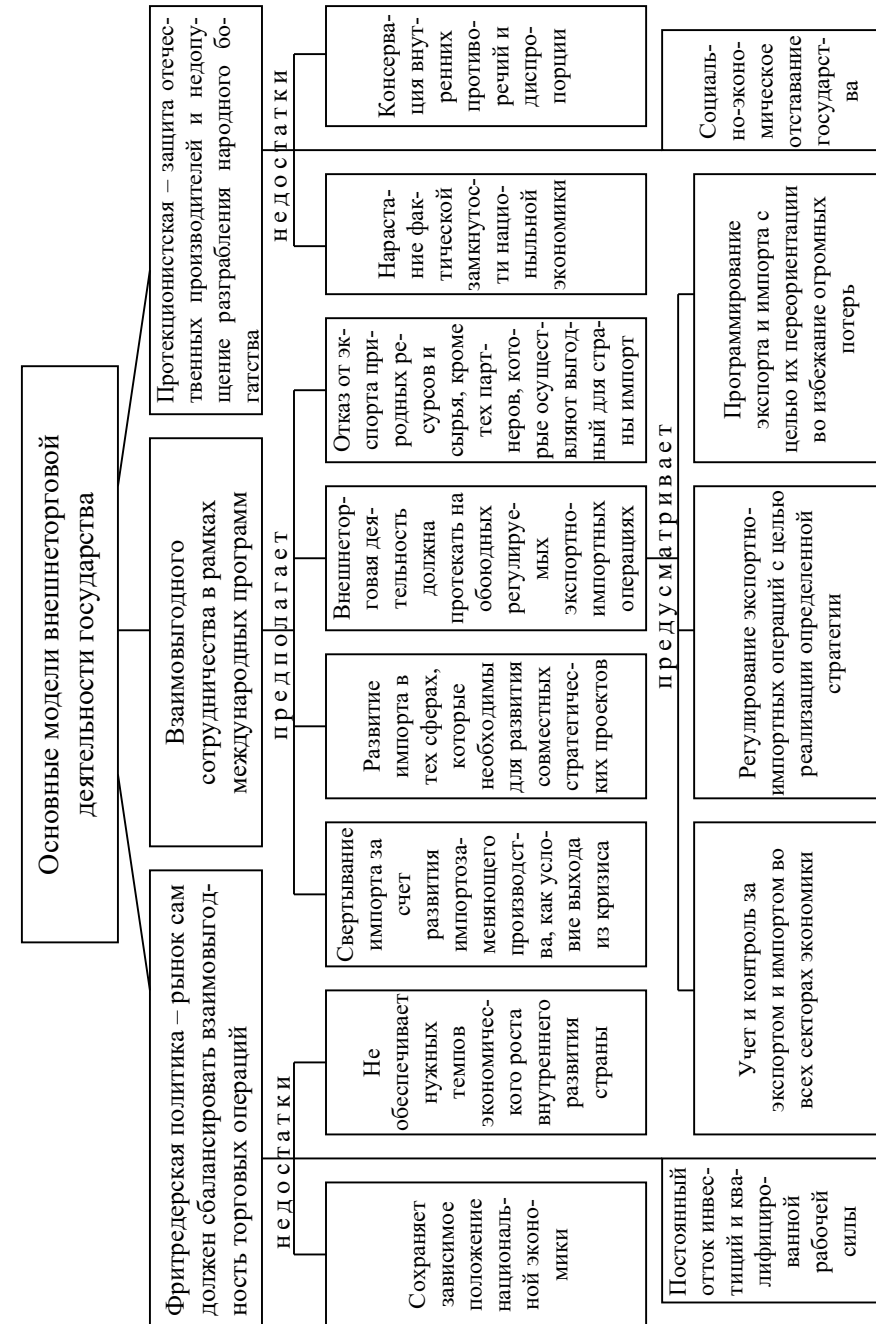 Основные модели внешнеторговой
деятельности государства
Фритредерская политика – рынок сам
должен сбалансировать взаимовыгод-
ность торговых операций
Взаимовыгодного
сотрудничества в рамках
международных программ
Протекционистская – защита отечес-
твенных производителей и недопу-
щение разграбления народного бо-
гатства
недостатки
предполагает
недостатки
Сохраняет
зависимое
положение
националь-
ной эконо-
мики
Не
обеспечивает
нужных
темпов
экономичес-
кого роста
внутреннего
развития
страны
Свертывание
импорта за
счет
развития
импортоза-
меняющего
производст-
ва, как усло-
вие выхода
из кризиса
Развитие
импорта в
тех сферах,
которые
необходимы
для развития
совместных
стратегичес-
ких проектов
Внешнетор-
говая дея-
тельность
должна
протекать на
обоюдных
регулируе-
мых
экспортно-
импортных
операциях
Отказ от эк-
спорта при-
родных ре-
сурсов и
сырья, кроме
тех парт-
неров, кото-
рые осущест-
вляют выгод-
ный для стра-
ны импорт
Нараста-
ние фак-
тической
замкнутос-
ти нацио-
ныльной
экономики
Консерва-
ция внут-
ренних
противо-
речий и
диспро-
порции
предусматривает
Постоянный
отток инвес-
тиций и ква-
лифициро-
ванной
рабочей
силы
Учет и контроль за
экспортом и импортом во
всех секторах экономики
Регулирование экспортно-
импортных операций с целью
реализации определенной
стратегии
Программирование
экспорта и импорта с
целью их переориентации
во избежание огромных
потерь
Социаль-
но-эконо-
мическое
отставание
государст-
ва